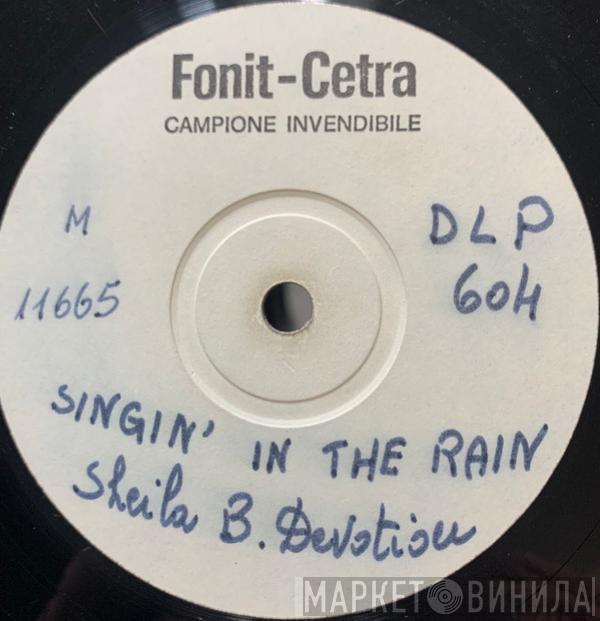 Fonit-Cetra
CAMPIONE INVENDIBILE
M
11665
DLP
604
SINGIN' IN THE RAIN
Sheila B. Devotion
МАРКЕТ ВИНИЛА